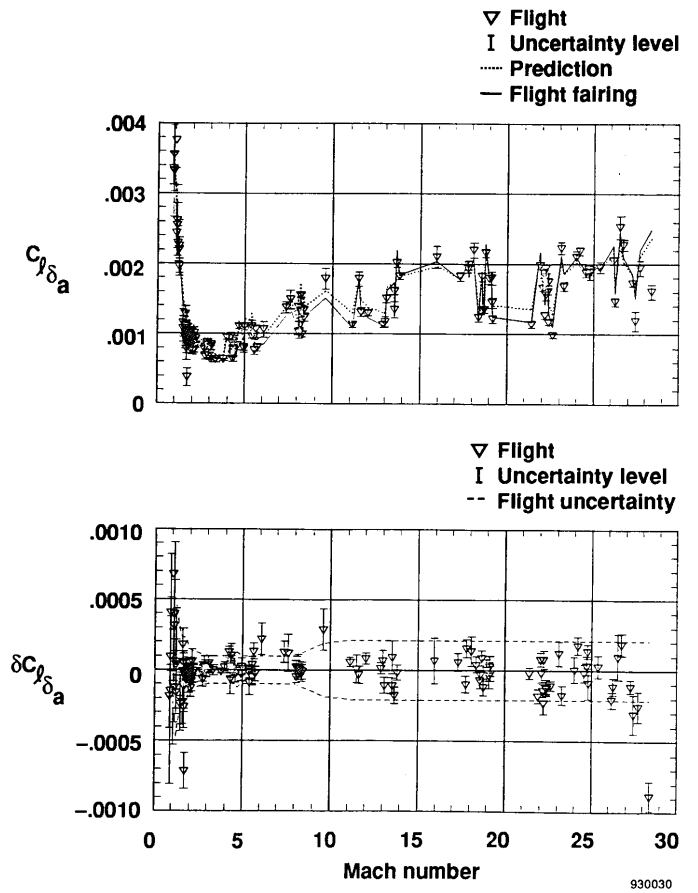 Flight
Uncertainty level
Prediction
Flight fairing
.004
.003
.002
.001
0
Cℓδa
Flight
Uncertainty level
Flight uncertainty
.0010
.0005
0
−.0005
−.0010
δCℓδa
0 5 10 15 20 25 30
Mach number
930030